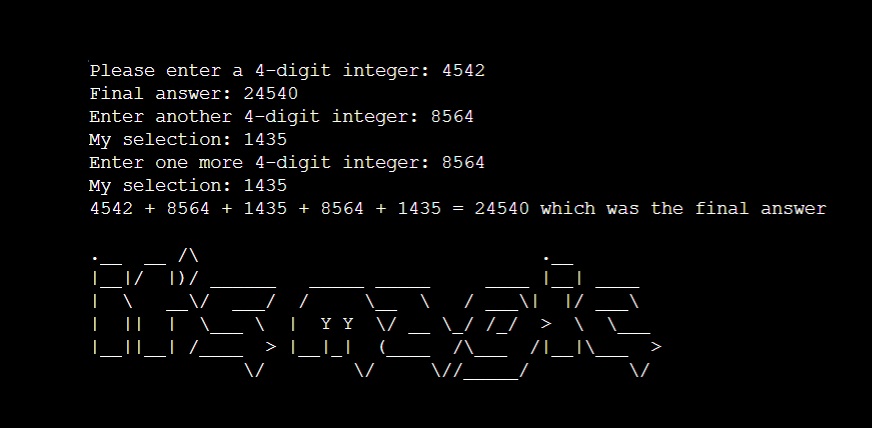 Please enter a 4-digit integer: 4542
Final answer: 24540
Enter another 4-digit integer: 8564
My selection: 1435
Enter one more 4-digit integer: 8564
My selection: 1435
4542 + 8564 + 1435 + 8564 + 1435 = 24540 which was the final answer
it's magic